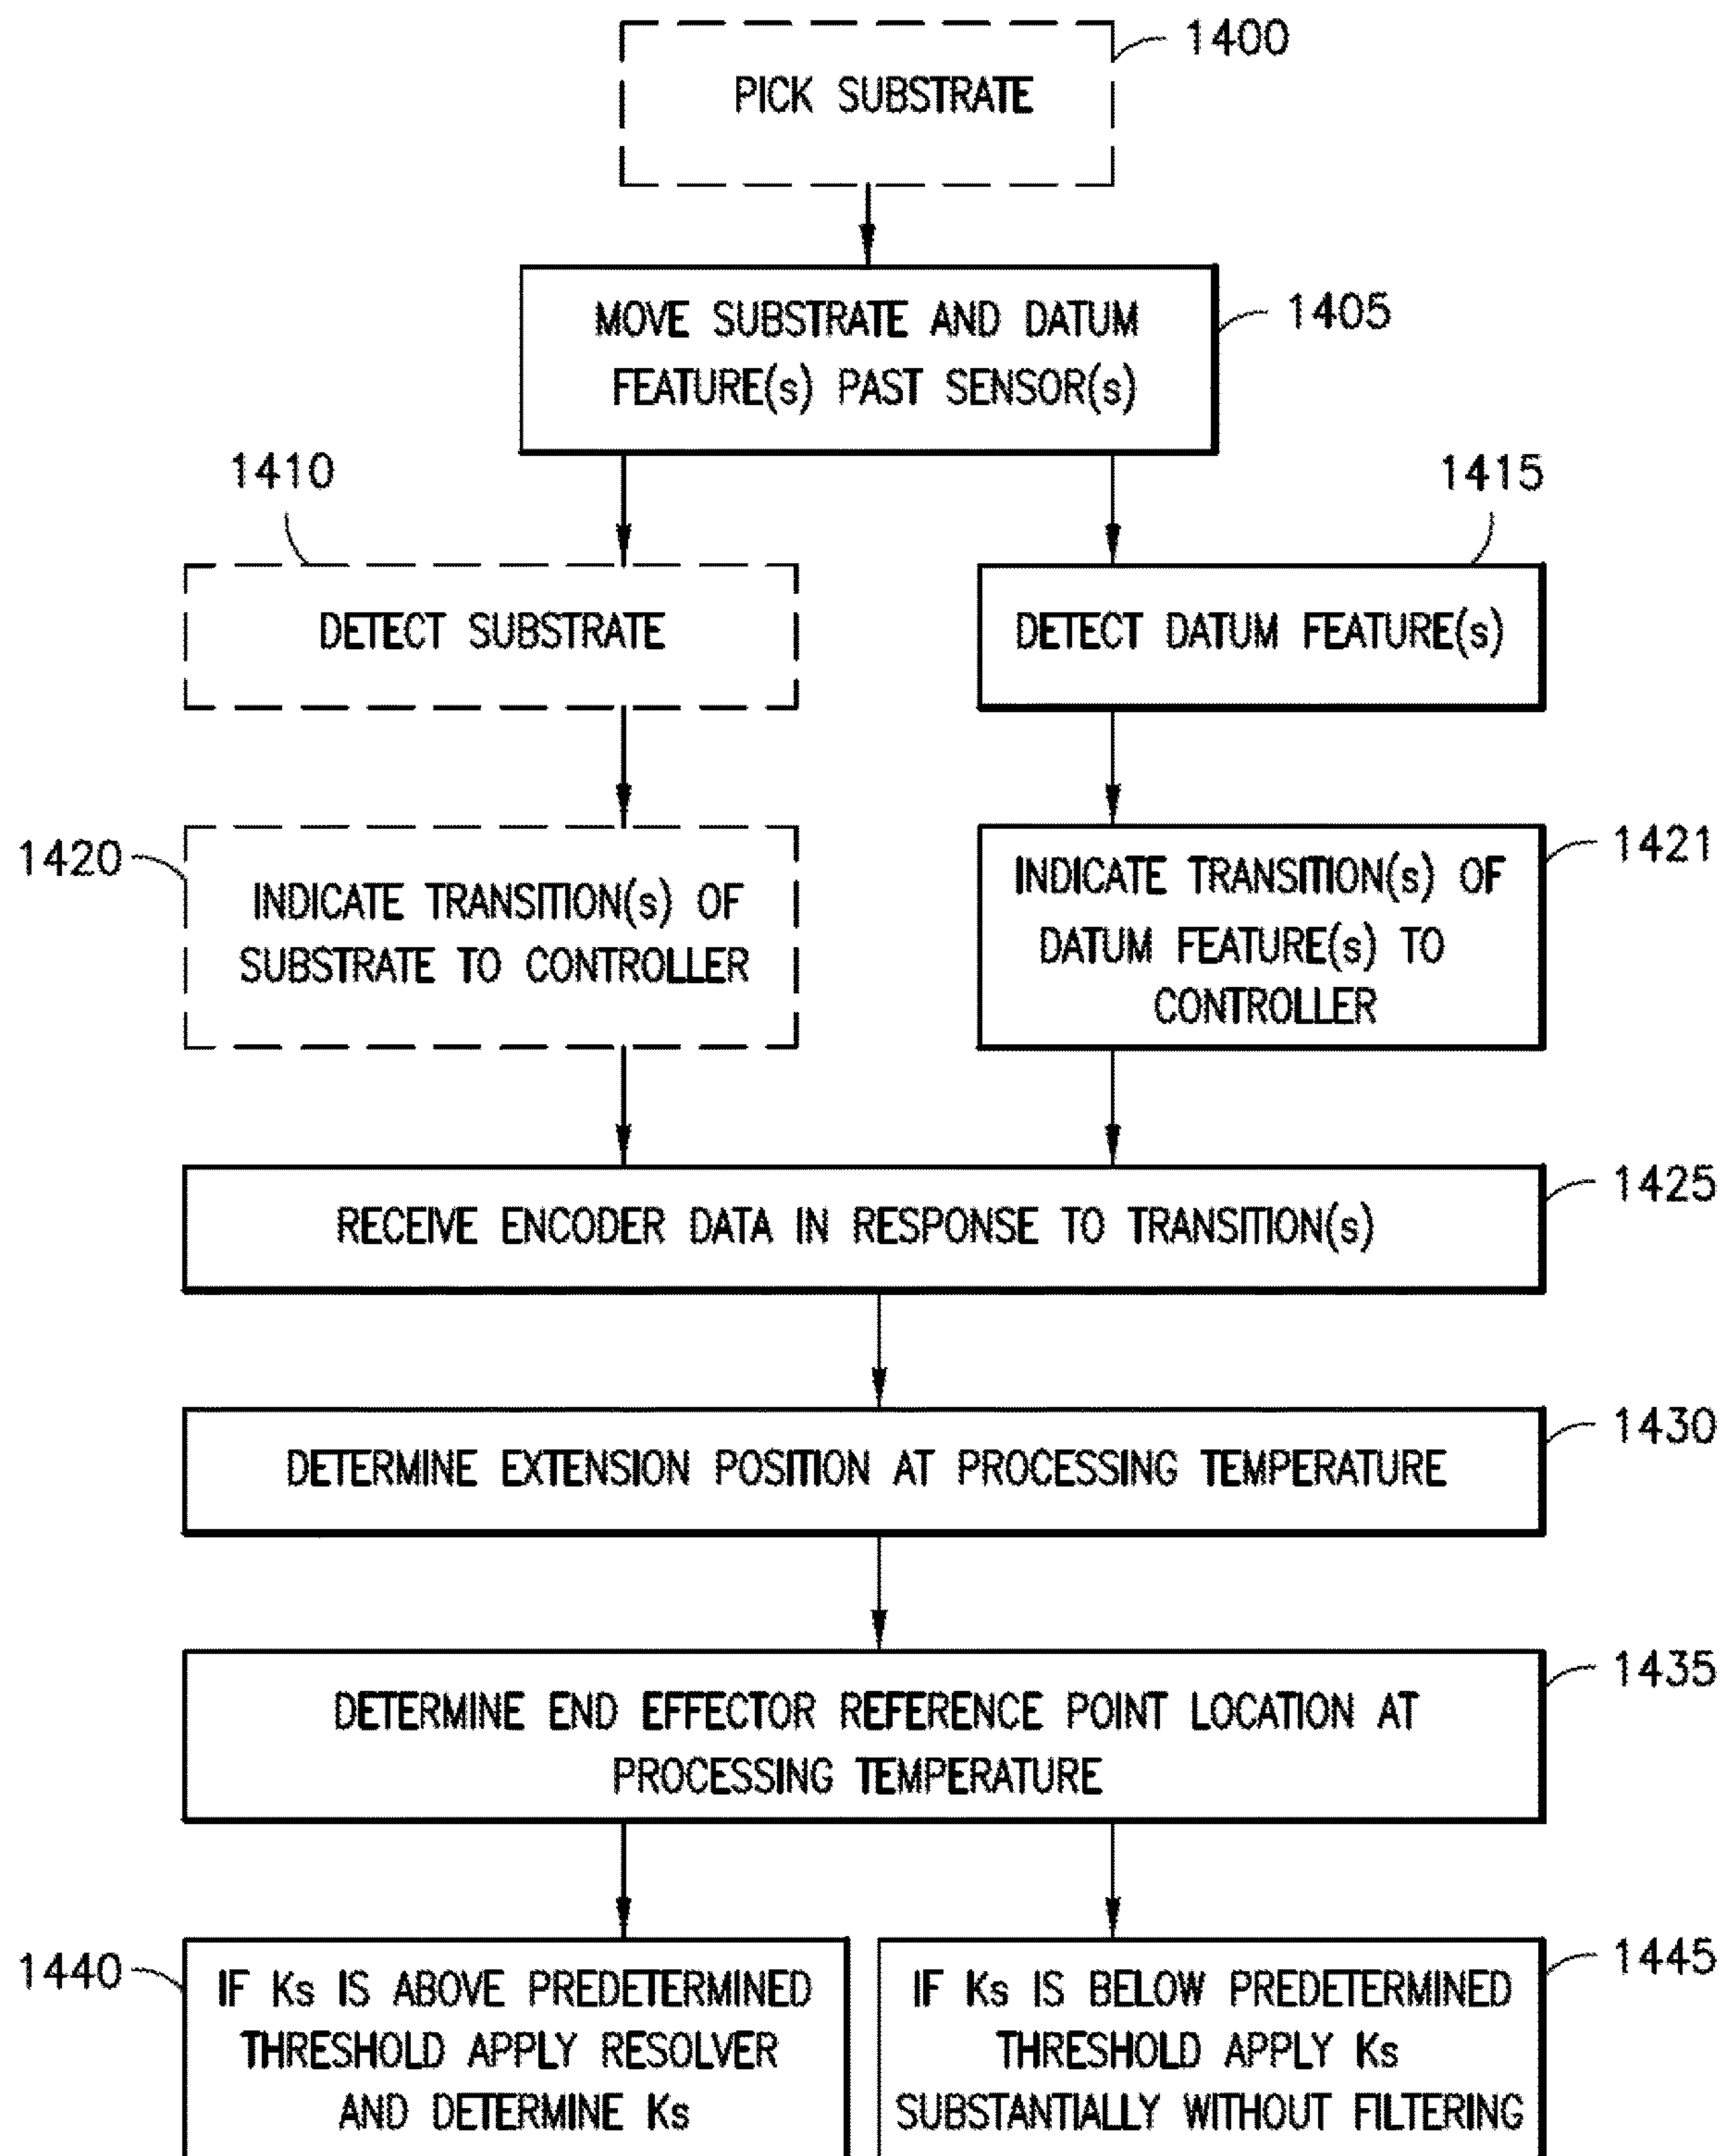 1400
PICK SUBSTRATE
1405
MOVE SUBSTRATE AND DATUM
FEATURE(s) PAST SENSOR(s)
1410
1415
DETECT SUBSTRATE
DETECT DATUM FEATURE(s)
1420
INDICATE TRANSITION(s) OF
SUBSTRATE TO CONTROLLER
1421
INDICATE TRANSITION(s) OF
DATUM FEATURE(s) TO
CONTROLLER
1425
RECEIVE ENCODER DATA IN RESPONSE TO TRANSITION(s)
1430
DETERMINE EXTENSION POSITION AT PROCESSING TEMPERATURE
1435
DETERMINE END EFFECTOR REFERENCE POINT LOCATION AT
PROCESSING TEMPERATURE
1440
IF Ks IS ABOVE PREDETERMINED
THRESHOLD APPLY RESOLVER
AND DETERMINE Ks
1445
IF Ks IS BELOW PREDETERMINED
THRESHOLD APPLY Ks
SUBSTANTIALLY WITHOUT FILTERING